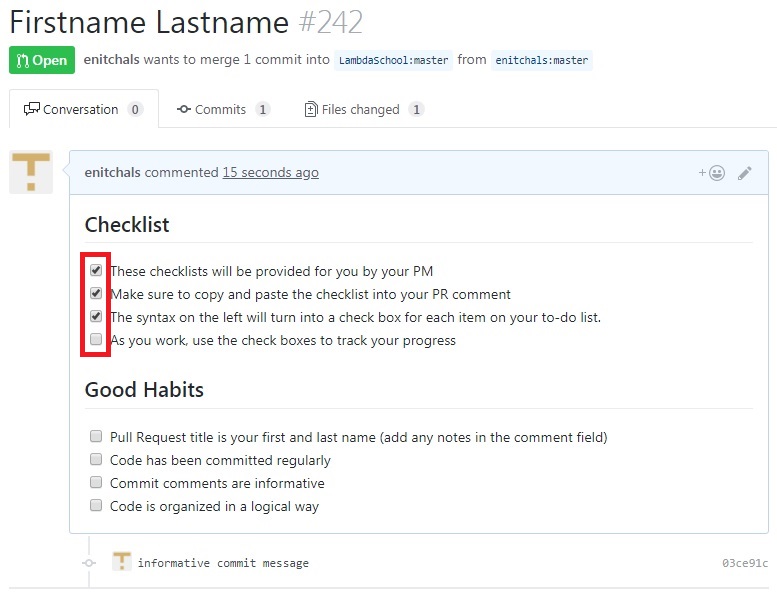 Firstname Lastname #242
Open enitchals wants to merge 1 commit into LambdaSchool:master from enitchals:master
Conversation 0 Commits 1 Files changed 1
enitchals commented 15 seconds ago
Checklist
These checklists will be provided for you by your PM
Make sure to copy and paste the checklist into your PR comment
The syntax on the left will turn into a check box for each item on your to-do list.
As you work, use the check boxes to track your progress
Good Habits
Pull Request title is your first and last name (add any notes in the comment field)
Code has been committed regularly
Commit comments are informative
Code is organized in a logical way
informative commit message 03ce91c